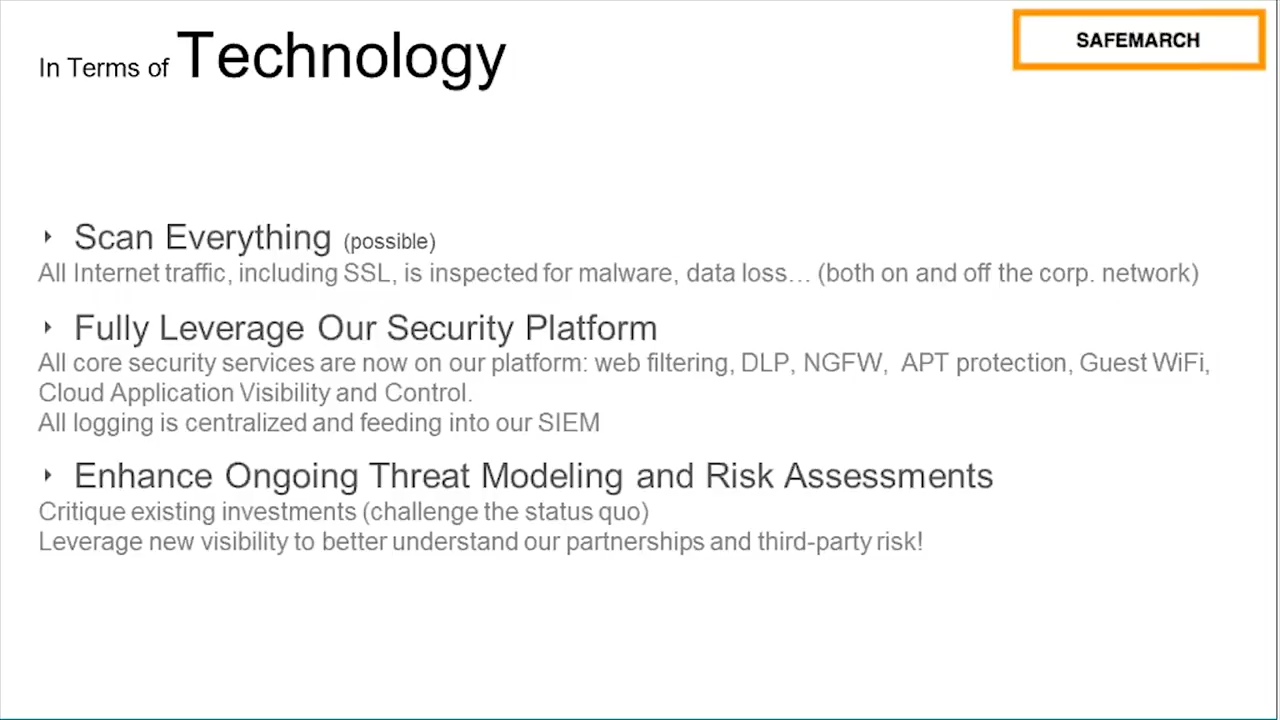 In Terms of Technology
SAFEMARCH
‣ Scan Everything (possible)
All Internet traffic, including SSL, is inspected for malware, data loss… (both on and off the corp. network)
‣ Fully Leverage Our Security Platform
All core security services are now on our platform: web filtering, DLP, NGFW, APT protection, Guest WiFi,
Cloud Application Visibility and Control.
All logging is centralized and feeding into our SIEM
‣ Enhance Ongoing Threat Modeling and Risk Assessments
Critique existing investments (challenge the status quo)
Leverage new visibility to better understand our partnerships and third-party risk!